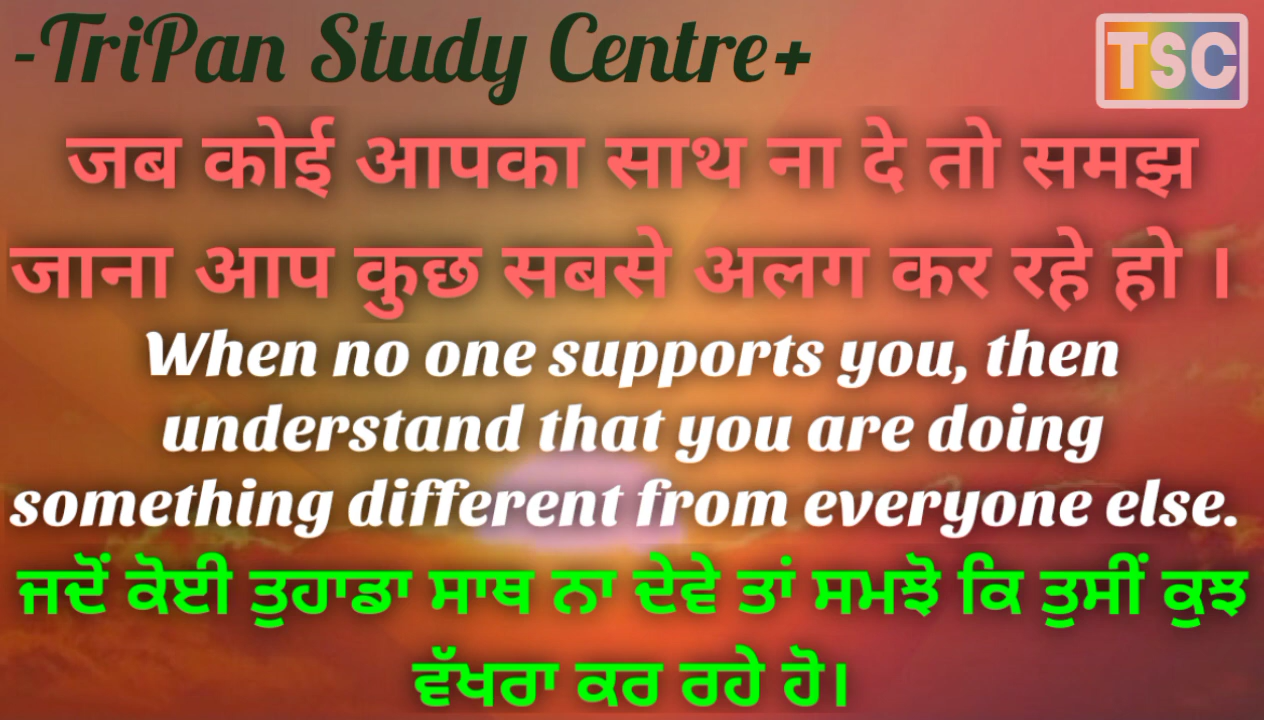 -TriPan Study Centre+
TSC
जब कोई आपका साथ ना दे तो समझ
जाना आप कुछ सबसे अलग कर रहे हो ।
When no one supports you, then
understand that you are doing
something different from everyone else.
ਜਦੋਂ ਕੋਈ ਤੁਹਾਡਾ ਸਾਥ ਨਾ ਦੇਵੇ ਤਾਂ ਸਮਝੋ ਕਿ ਤੁਸੀਂ ਕੁਝ
ਵੱਖਰਾ ਕਰ ਰਹੇ ਹੋ।